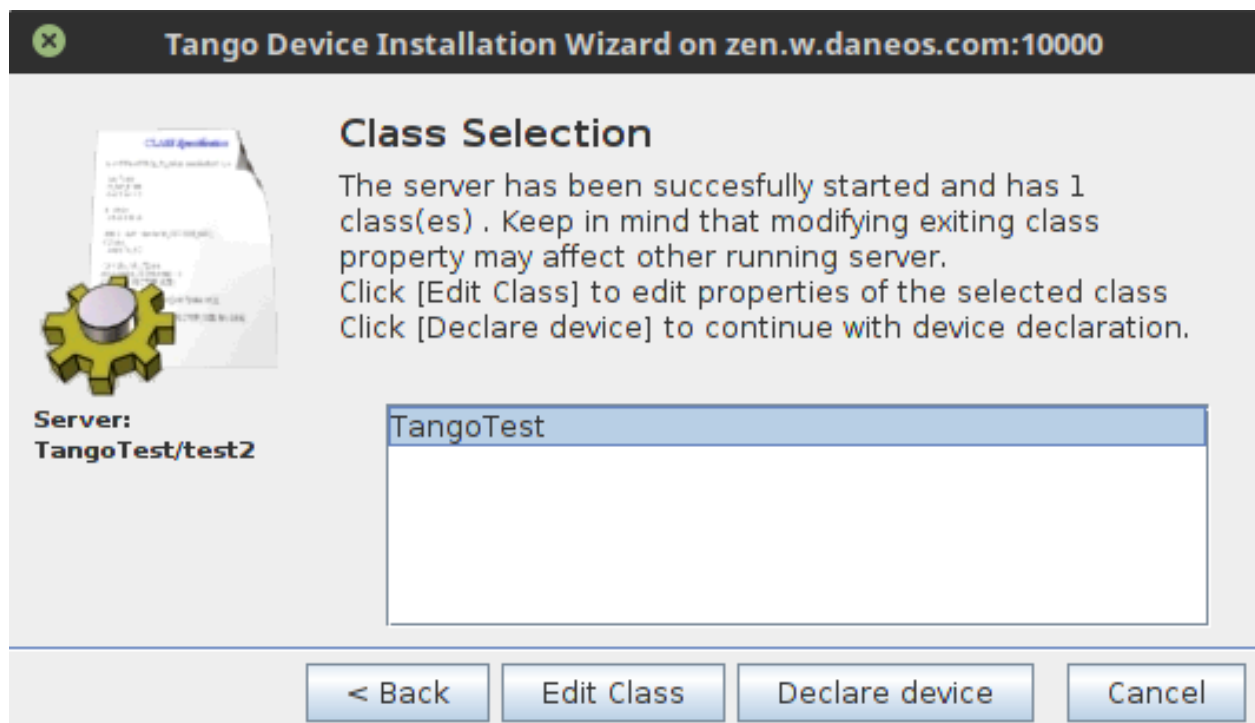 Tango Device Installation Wizard on zen.w.daneos.com:10000
CLASS Specification
Class Selection
The server has been succesfully started and has 1
class(es) . Keep in mind that modifying exiting class
property may affect other running server.
Click [Edit Class] to edit properties of the selected class
Click [Declare device] to continue with device declaration.
Server:
TangoTest/test2
TangoTest
< Back
Edit Class
Declare device
Cancel